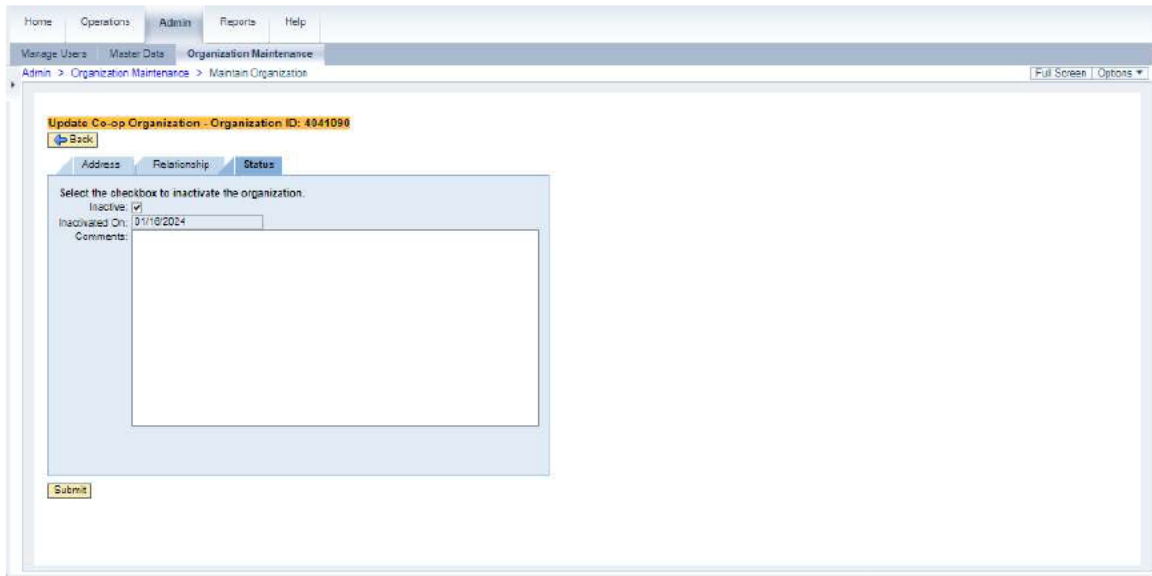 Home Operations Admin Reports Help
Manage Users Master Data Organization Maintenance
Admin > Organization Maintenance > Maintain Organization Full Screen Options
Update Co-op Organization - Organization ID: 4041090
Back
Address Relationship Status
Select the checkbox to inactivate the organization.
Inactive:
Inactivated On: 01/16/2024
Comments:
Submit